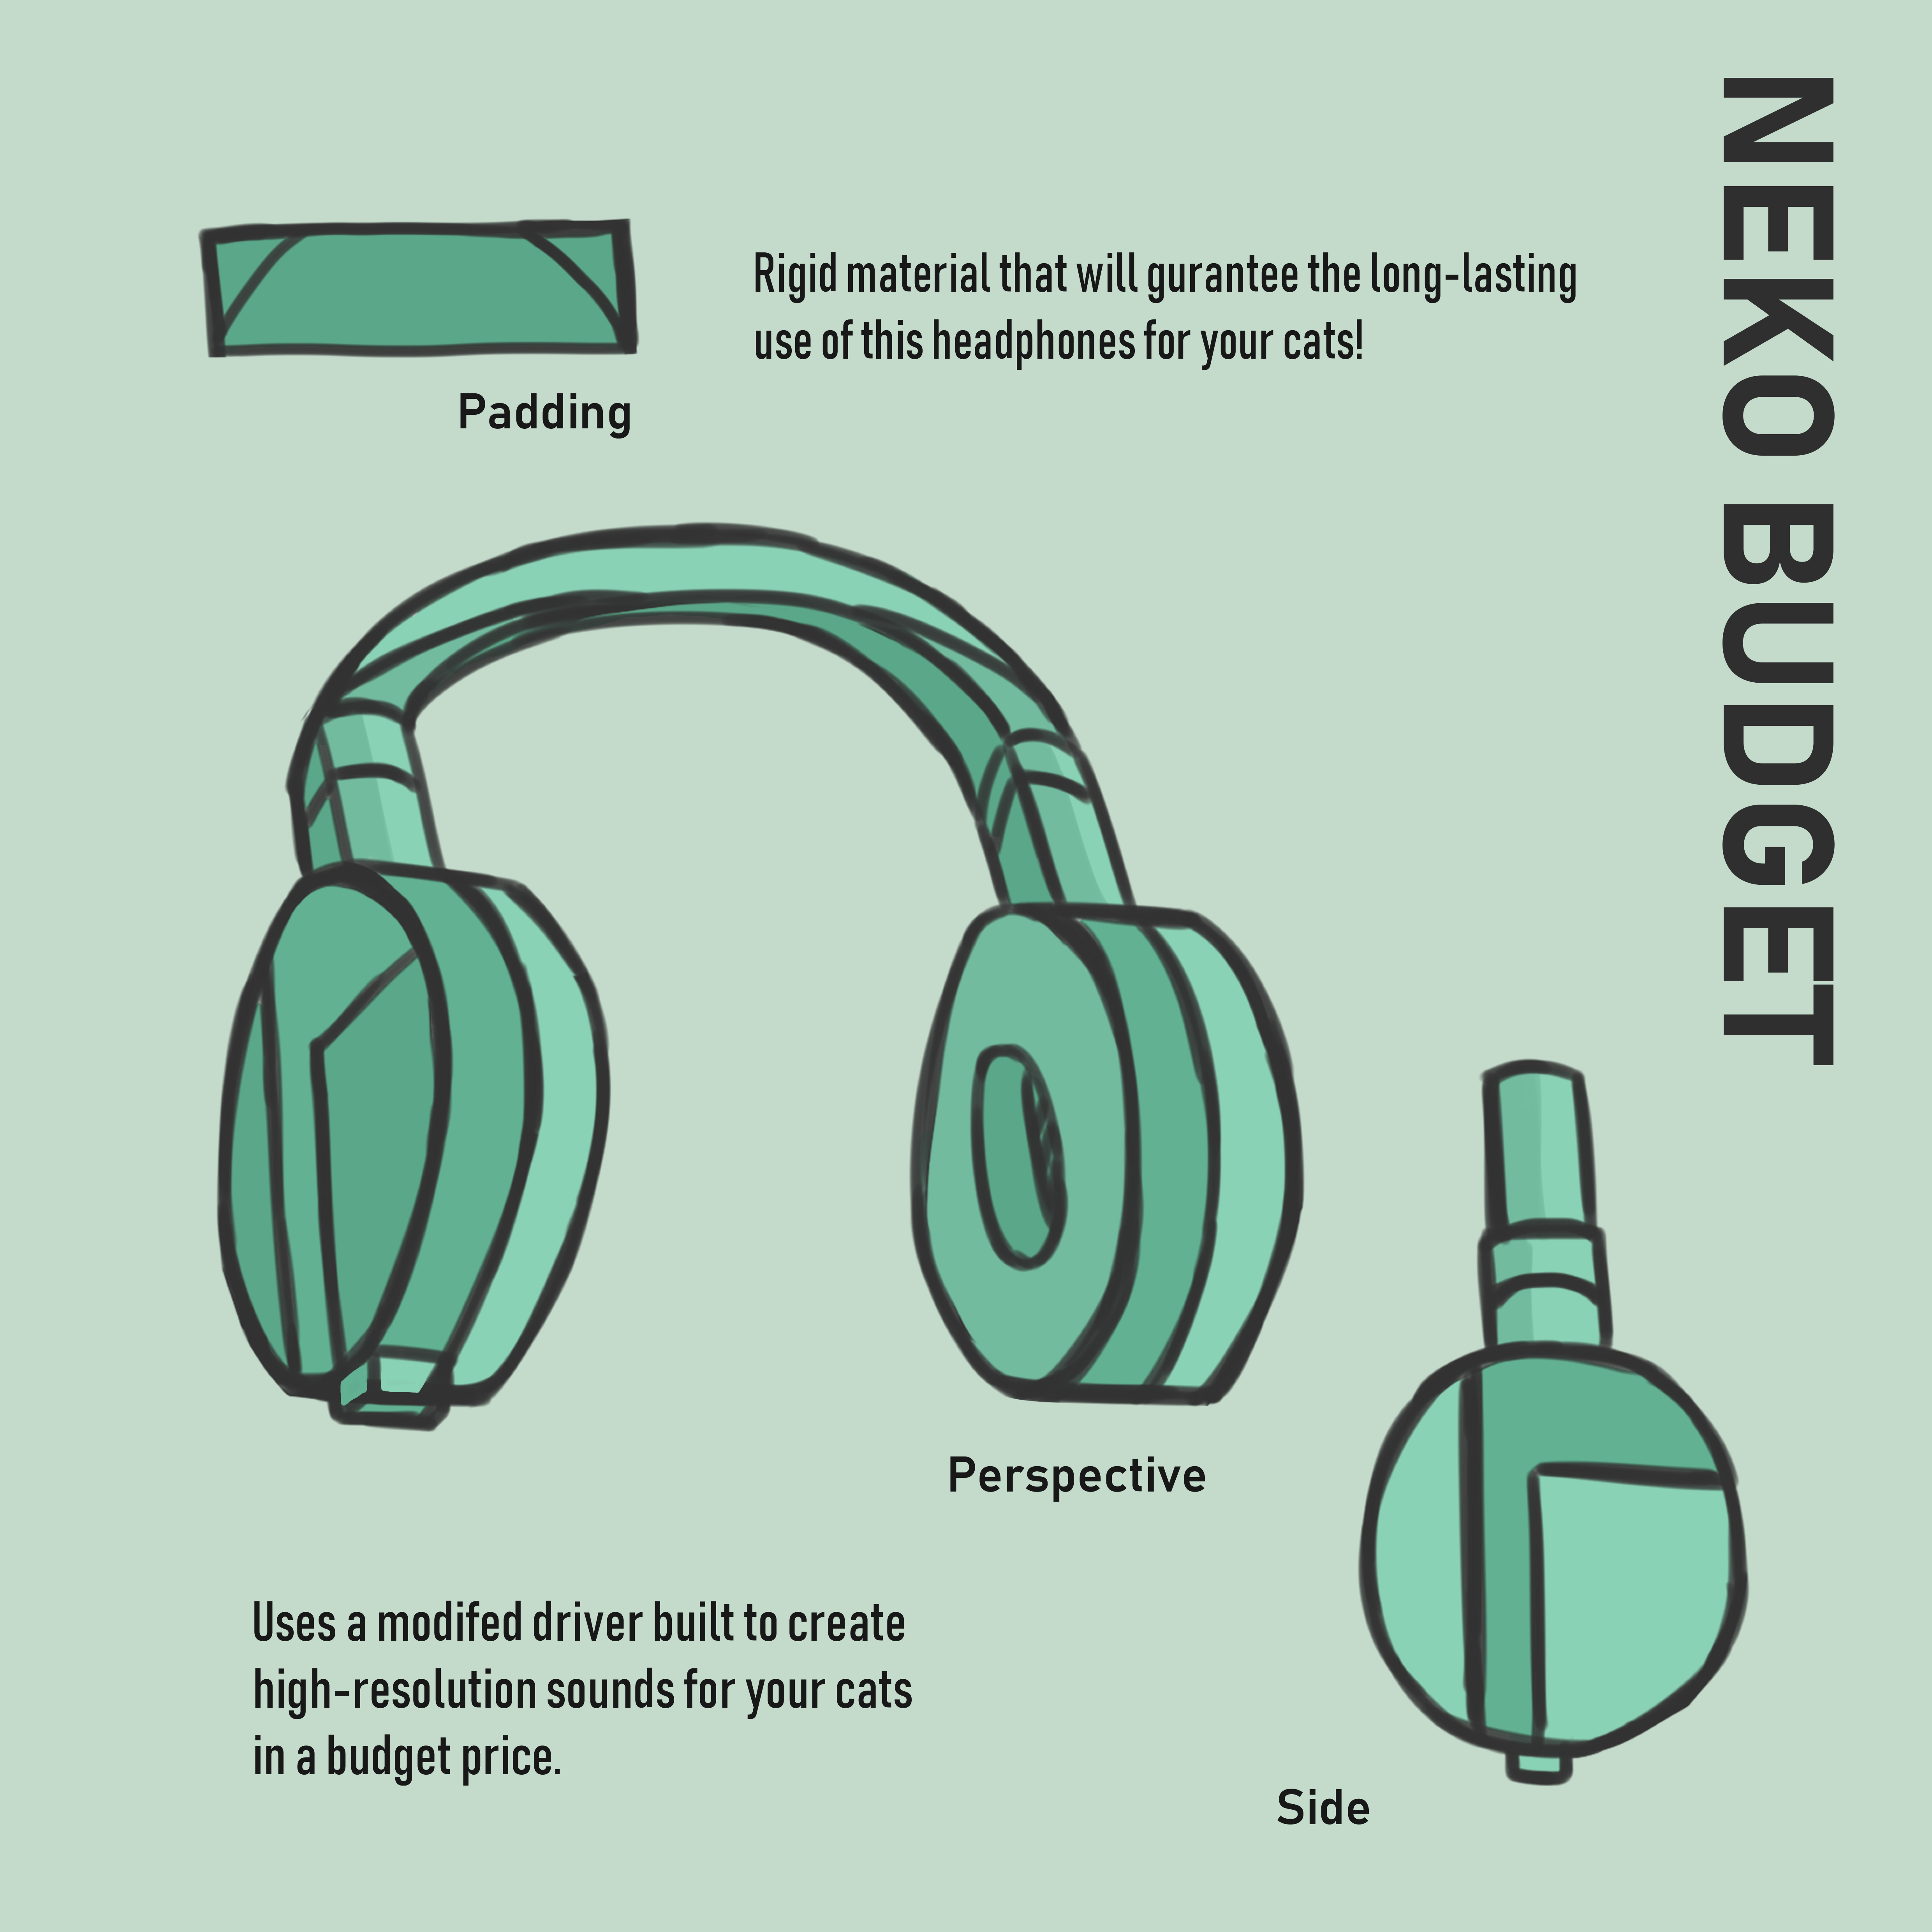 NEKO BUDGET
Rigid material that will gurantee the long-lasting
use of this headphones for your cats!
Padding
Perspective
Uses a modifed driver built to create
high-resolution sounds for your cats
in a budget price.
Side